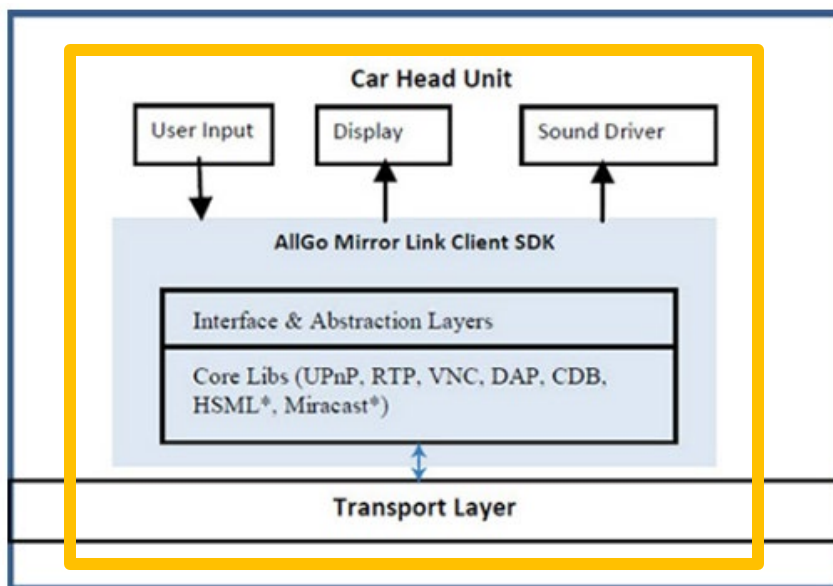 Car Head Unit
User Input
Display
Sound Driver
AllGo Mirror Link Client SDK
Interface & Abstraction Layers
Core Libs (UPnP, RTP, VNC, DAP, CDB,
HSML*, Miracast*)
Transport Layer